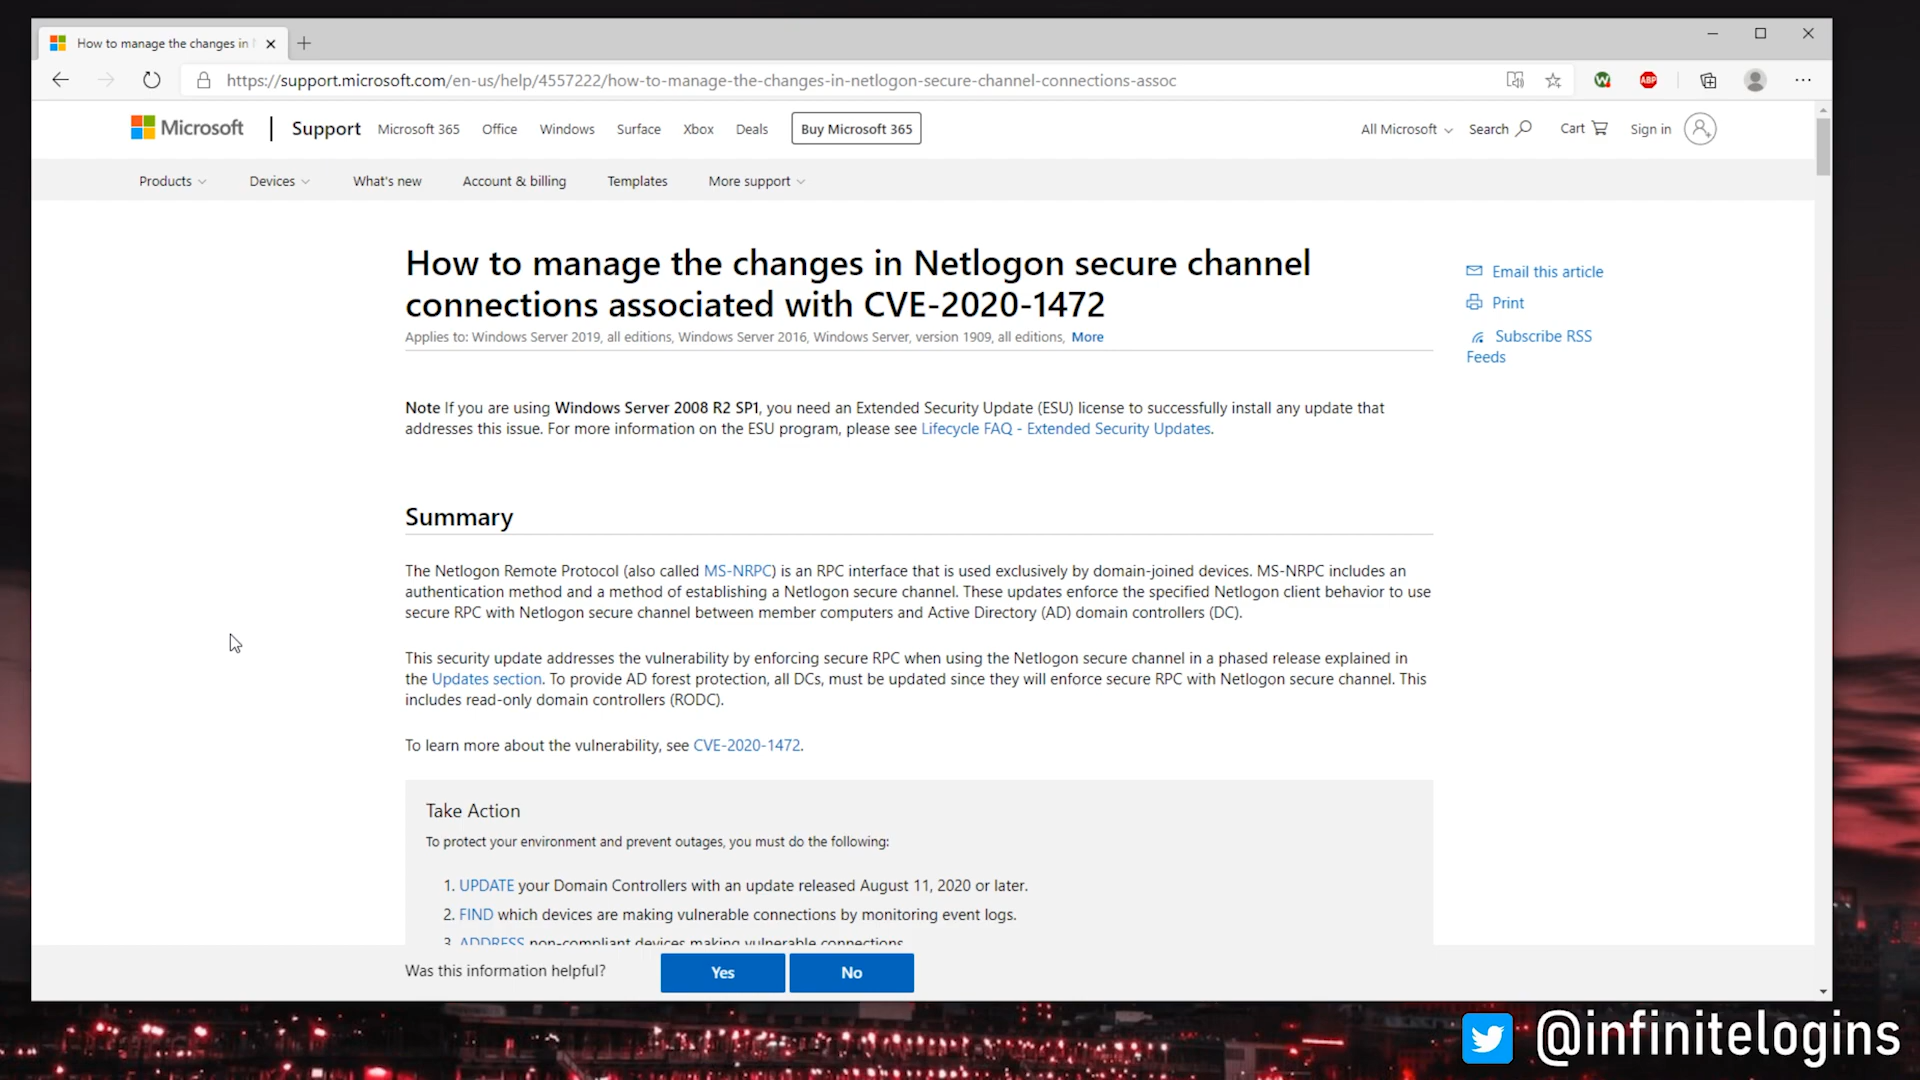 How to manage the changes in
https://support.microsoft.com/en-us/help/4557222/how-to-manage-the-changes-in-netlogon-secure-channel-connections-assoc
ABP
Microsoft | Support Microsoft 365 Office Windows Surface Xbox Deals Buy Microsoft 365 All Microsoft Search Cart Sign in
Products Devices What's new Account & billing Templates More support
How to manage the changes in Netlogon secure channel
connections associated with CVE-2020-1472
Applies to: Windows Server 2019, all editions, Windows Server 2016, Windows Server, version 1909, all editions, More
Email this article
Print
Subscribe RSS
Feeds
Note If you are using Windows Server 2008 R2 SP1, you need an Extended Security Update (ESU) license to successfully install any update that
addresses this issue. For more information on the ESU program, please see Lifecycle FAQ - Extended Security Updates.
Summary
The Netlogon Remote Protocol (also called MS-NRPC) is an RPC interface that is used exclusively by domain-joined devices. MS-NRPC includes an
authentication method and a method of establishing a Netlogon secure channel. These updates enforce the specified Netlogon client behavior to use
secure RPC with Netlogon secure channel between member computers and Active Directory (AD) domain controllers (DC).
This security update addresses the vulnerability by enforcing secure RPC when using the Netlogon secure channel in a phased release explained in
the Updates section. To provide AD forest protection, all DCs, must be updated since they will enforce secure RPC with Netlogon secure channel. This
includes read-only domain controllers (RODC).
To learn more about the vulnerability, see CVE-2020-1472.
Take Action
To protect your environment and prevent outages, you must do the following:
1. UPDATE your Domain Controllers with an update released August 11, 2020 or later.
2. FIND which devices are making vulnerable connections by monitoring event logs.
3. ADDRESS non-compliant devices making vulnerable connections
Was this information helpful? Yes No
@infinitelogins